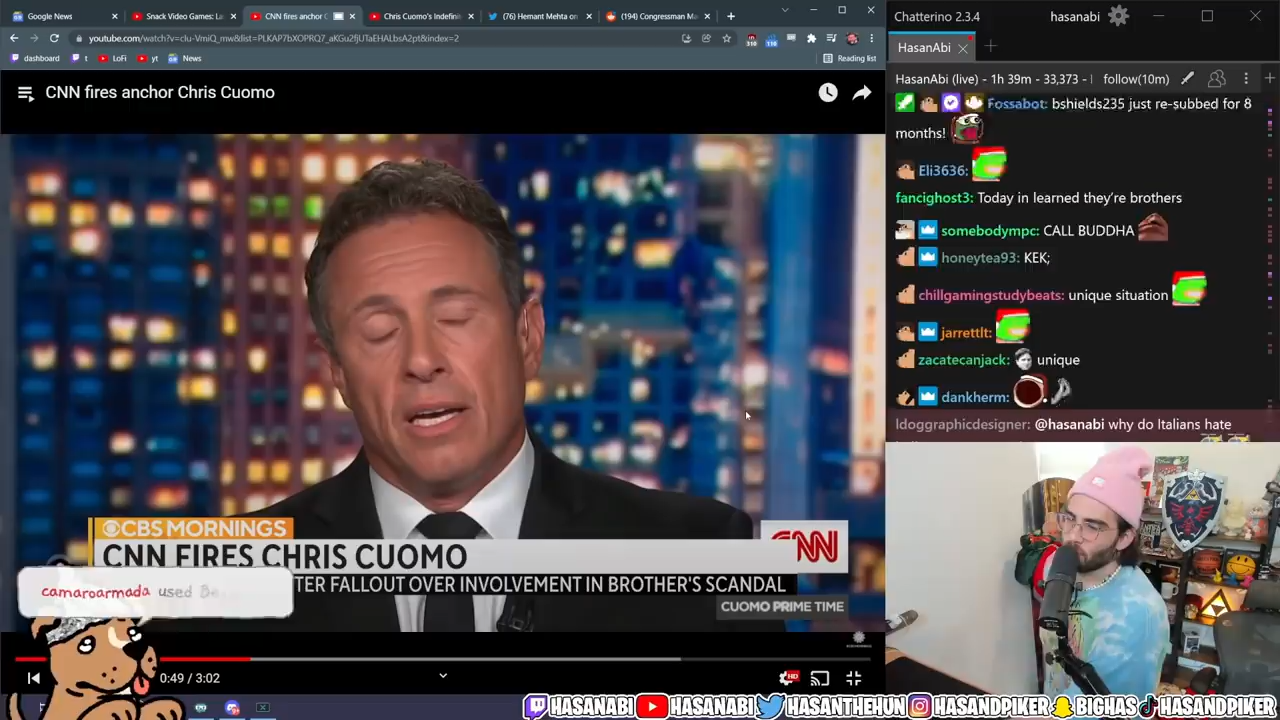 Google News
Snack Video Games: La
CNN fires anchor C
Chris Cuomo's Indefini
(76) Hemant Mehta on
(194) Congressman Ma
youtube.com/watch?v=clu-VmiQ_mw&list=PLKAP7bXOPRQ7_aKGu2fjUTaEHALbsA2pt&index=2
dashboard
t
LoFi
yt
News
Reading list
CNN fires anchor Chris Cuomo
CBS MORNINGS
CNN FIRES CHRIS CUOMO
TER FALLOUT OVER INVOLVEMENT IN BROTHER'S SCANDAL
CNN
CUOMO PRIME TIME
camaroarmada used Be
0:49 / 3:02
HD
Chatterino 2.3.4
hasanabi
HasanAbi
HasanAbi (live) - 1h 39m - 33,373 -
follow(10m)
Fossabot: bshields235 just re-subbed for 8
months!
Eli3636:
fancighost3: Today in learned they're brothers
somebodympc: CALL BUDDHA
honeytea93: KEK;
chillgamingstudybeats: unique situation
jarrettlt:
zacatecanjack: unique
dankherm:
ldoggraphicdesigner: @hasanabi why do Italians hate
HASANABI
HASANABI
HASANTHEHUN
HASANDPIKER
BIGHAS
HASANDPIKER